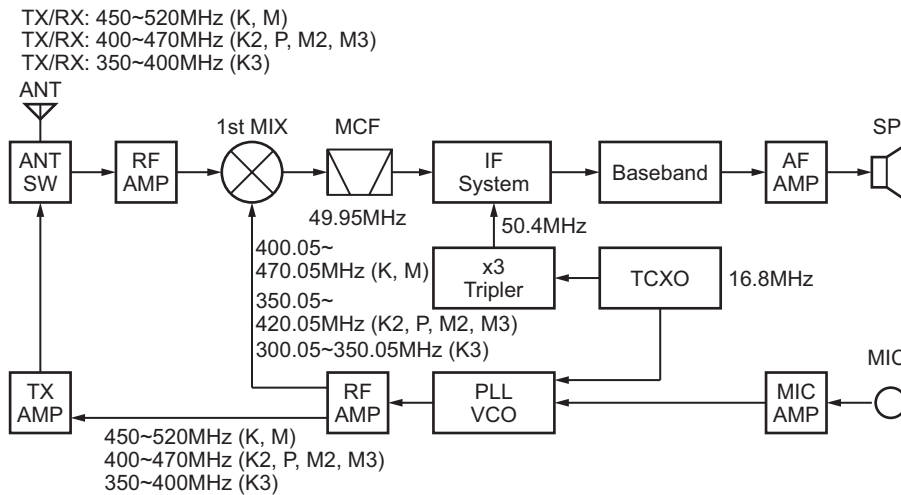 TX/RX: 450~520MHz (K, M)
TX/RX: 400~470MHz (K2, P, M2, M3)
TX/RX: 350~400MHz (K3)
ANT
1st MIX
MCF
SP
ANT
SW
RF
AMP
IF
System
Baseband
AF
AMP
49.95MHz
50.4MHz
400.05~
470.05MHz (K, M)
350.05~
420.05MHz (K2, P, M2, M3)
300.05~350.05MHz (K3)
x3
Tripler
TCXO
16.8MHz
MIC
TX
AMP
RF
AMP
PLL
VCO
MIC
AMP
450~520MHz (K, M)
400~470MHz (K2, P, M2, M3)
350~400MHz (K3)